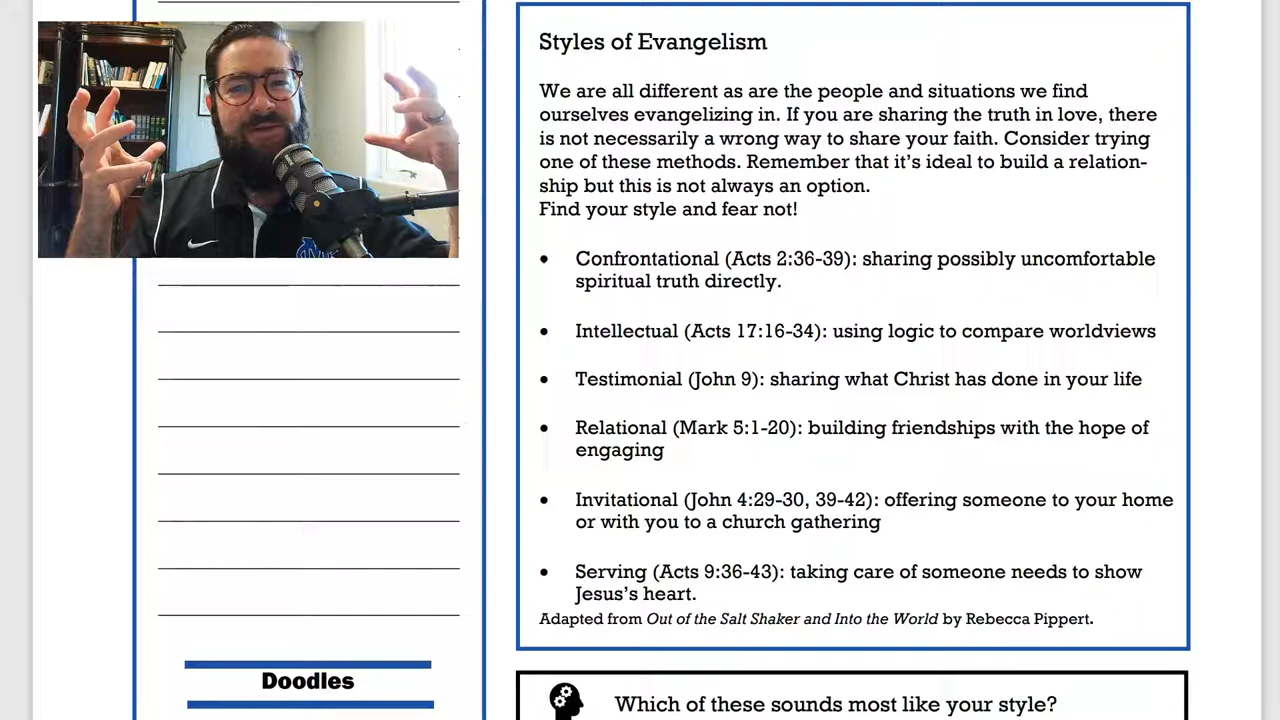 Styles of Evangelism
We are all different as are the people and situations we find
ourselves evangelizing in. If you are sharing the truth in love, there
is not necessarily a wrong way to share your faith. Consider trying
one of these methods. Remember that it's ideal to build a relation-
ship but this is not always an option.
Find your style and fear not!
• Confrontational (Acts 2:36-39): sharing possibly uncomfortable
spiritual truth directly.
• Intellectual (Acts 17:16-34): using logic to compare worldviews
• Testimonial (John 9): sharing what Christ has done in your life
• Relational (Mark 5:1-20): building friendships with the hope of
engaging
• Invitational (John 4:29-30, 39-42): offering someone to your home
or with you to a church gathering
• Serving (Acts 9:36-43): taking care of someone needs to show
Jesus's heart.
Adapted from Out of the Salt Shaker and Into the World by Rebecca Pippert.
Doodles
Which of these sounds most like your style?